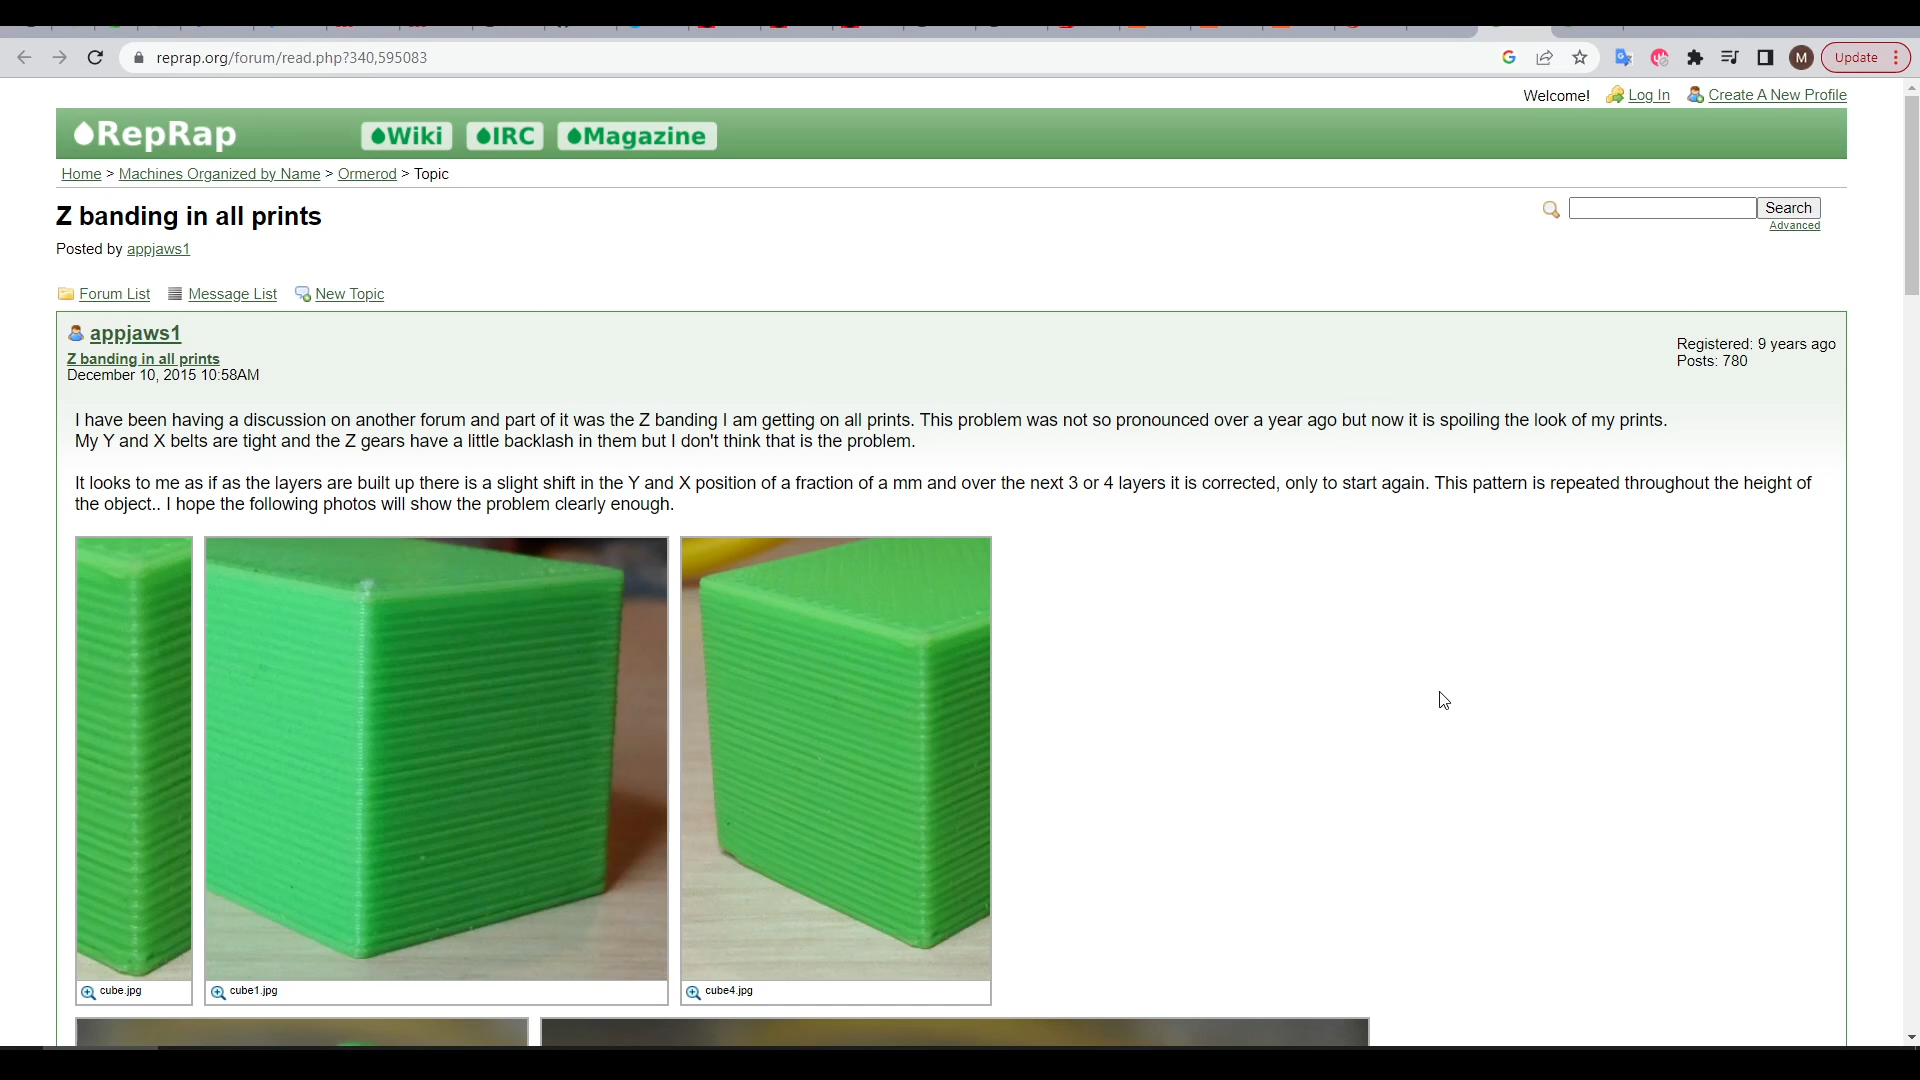 reprap.org/forum/read.php?340,595083
M
Update
Welcome! Log In Create A New Profile
RepRap Wiki IRC Magazine
Home > Machines Organized by Name > Ormerod > Topic
Z banding in all prints
Search
Advanced
Posted by appjaws1
Forum List Message List New Topic
appjaws1
Z banding in all prints
December 10, 2015 10:58AM
Registered: 9 years ago
Posts: 780
I have been having a discussion on another forum and part of it was the Z banding I am getting on all prints. This problem was not so pronounced over a year ago but now it is spoiling the look of my prints.
My Y and X belts are tight and the Z gears have a little backlash in them but I don't think that is the problem.
It looks to me as if as the layers are built up there is a slight shift in the Y and X position of a fraction of a mm and over the next 3 or 4 layers it is corrected, only to start again. This pattern is repeated throughout the height of
the object.. I hope the following photos will show the problem clearly enough.
cube.jpg
cube1.jpg
cube4.jpg